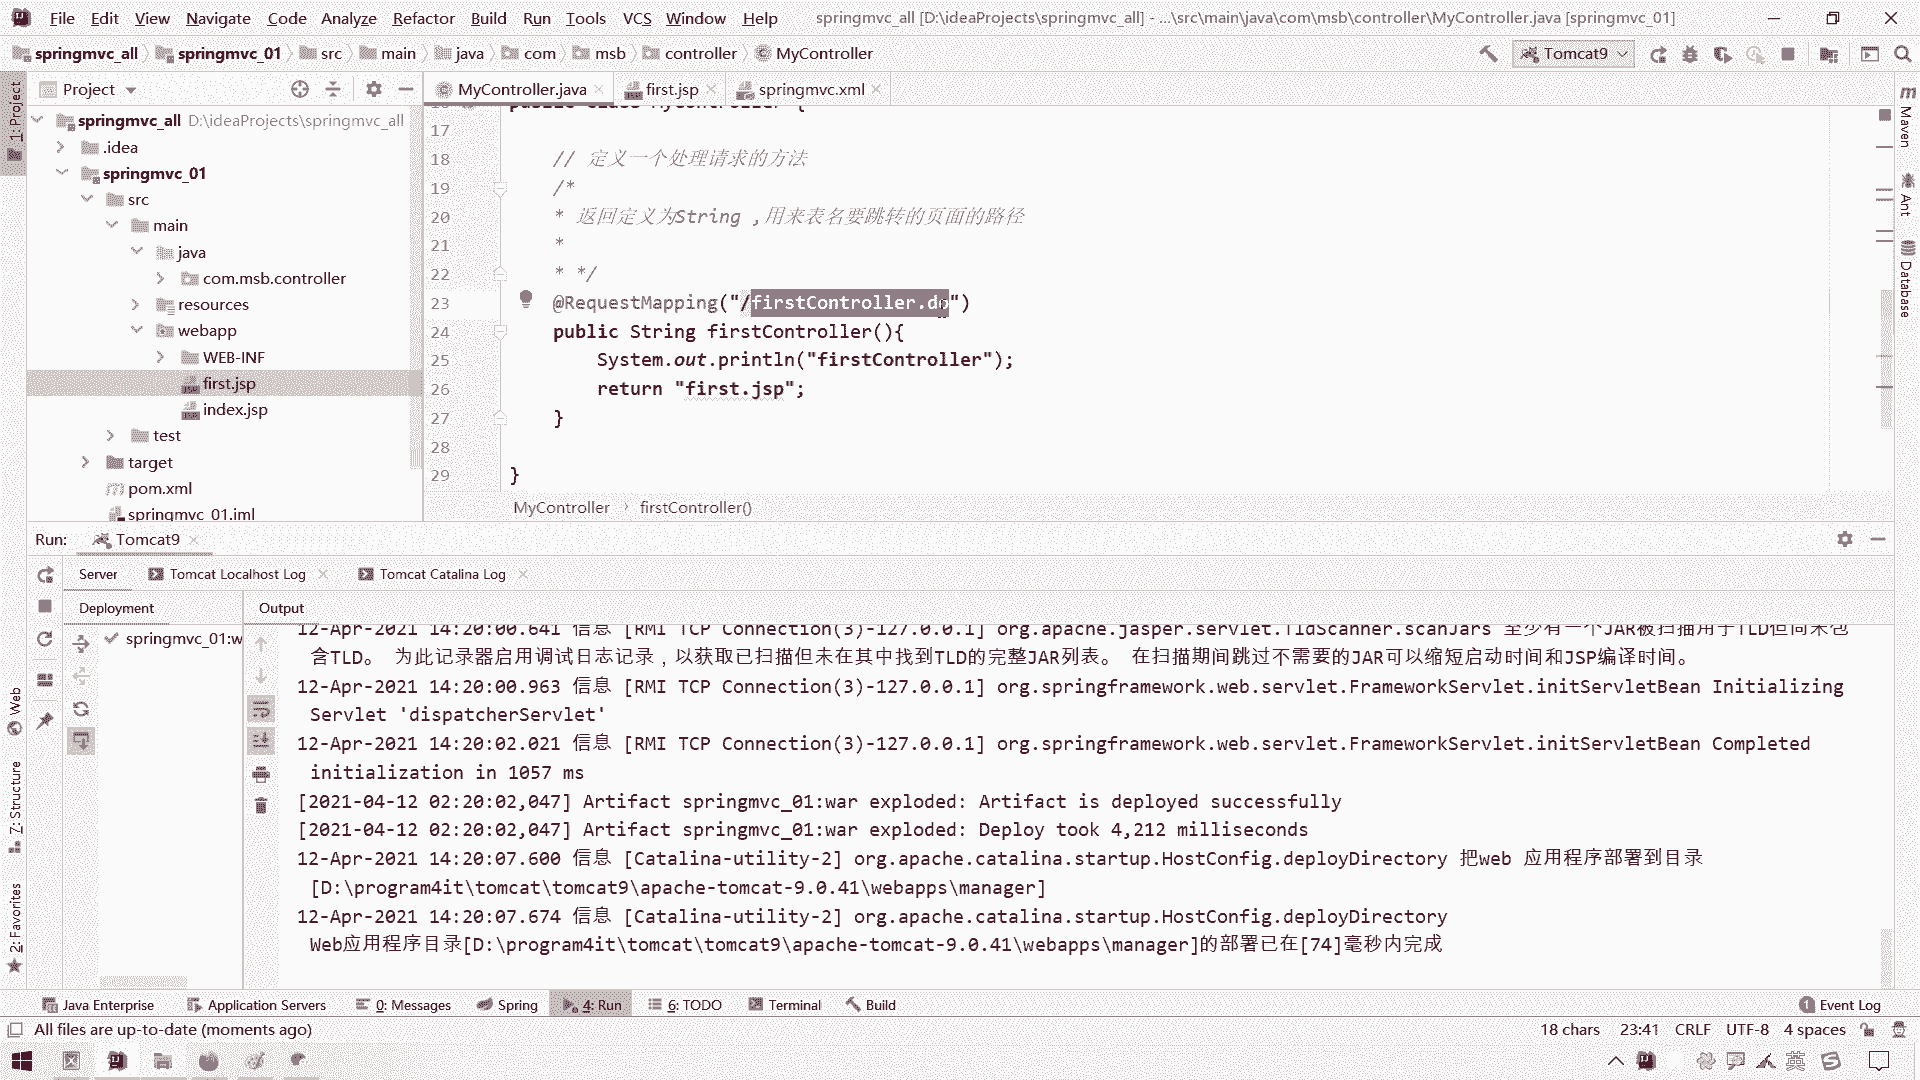 File Edit View Navigate Code Analyze Refactor Build Run Tools VCS Window Help springmvc_all [D:\ideaProjects\springmvc_all] - ...\src\main\java\com\msb\controller\MyController.java [springmvc_01]
springmvc_all springmvc_01 src main java com msb controller MyController Tomcat9
Project MyController.java first.jsp springmvc.xml
springmvc_all D:\ideaProjects\springmvc_all
.idea
springmvc_01
src
main
java
com.msb.controller
resources
webapp
WEB-INF
first.jsp
index.jsp
test
target
pom.xml
springmvc_01.iml
public class MyController {
17
18 // 定义一个处理请求的方法
19 /*
20 * 返回定义为String ,用来表名要跳转的页面的路径
21 *
22 * */
23 @RequestMapping("/firstController.do")
24 public String firstController(){
25 System.out.println("firstController");
26 return "first.jsp";
27 }
28
29 }
MyController firstController()
1: Project
Web
7: Structure
2: Favorites
Maven
Ant
Database
Run: Tomcat9
Server Tomcat Localhost Log Tomcat Catalina Log
Deployment Output
springmvc_01:w
12-Apr-2021 14:20:00.641 信息 [RMI TCP Connection(3)-127.0.0.1] org.apache.jasper.servlet.TldScanner.scanJars 至少有一个JAR被扫描用于TLD但尚未包
含TLD。 为此记录器启用调试日志记录，以获取已扫描但未在其中找到TLD的完整JAR列表。 在扫描期间跳过不需要的JAR可以缩短启动时间和JSP编译时间。
12-Apr-2021 14:20:00.963 信息 [RMI TCP Connection(3)-127.0.0.1] org.springframework.web.servlet.FrameworkServlet.initServletBean Initializing
Servlet 'dispatcherServlet'
12-Apr-2021 14:20:02.021 信息 [RMI TCP Connection(3)-127.0.0.1] org.springframework.web.servlet.FrameworkServlet.initServletBean Completed
initialization in 1057 ms
[2021-04-12 02:20:02,047] Artifact springmvc_01:war exploded: Artifact is deployed successfully
[2021-04-12 02:20:02,047] Artifact springmvc_01:war exploded: Deploy took 4,212 milliseconds
12-Apr-2021 14:20:07.600 信息 [Catalina-utility-2] org.apache.catalina.startup.HostConfig.deployDirectory 把web 应用程序部署到目录
[D:\program4it\tomcat\tomcat9\apache-tomcat-9.0.41\webapps\manager]
12-Apr-2021 14:20:07.674 信息 [Catalina-utility-2] org.apache.catalina.startup.HostConfig.deployDirectory
Web应用程序目录[D:\program4it\tomcat\tomcat9\apache-tomcat-9.0.41\webapps\manager]的部署已在[74]毫秒内完成
Java Enterprise Application Servers 0: Messages Spring 4: Run 6: TODO Terminal Build 1 Event Log
All files are up-to-date (moments ago) 18 chars 23:41 CRLF UTF-8 4 spaces
英